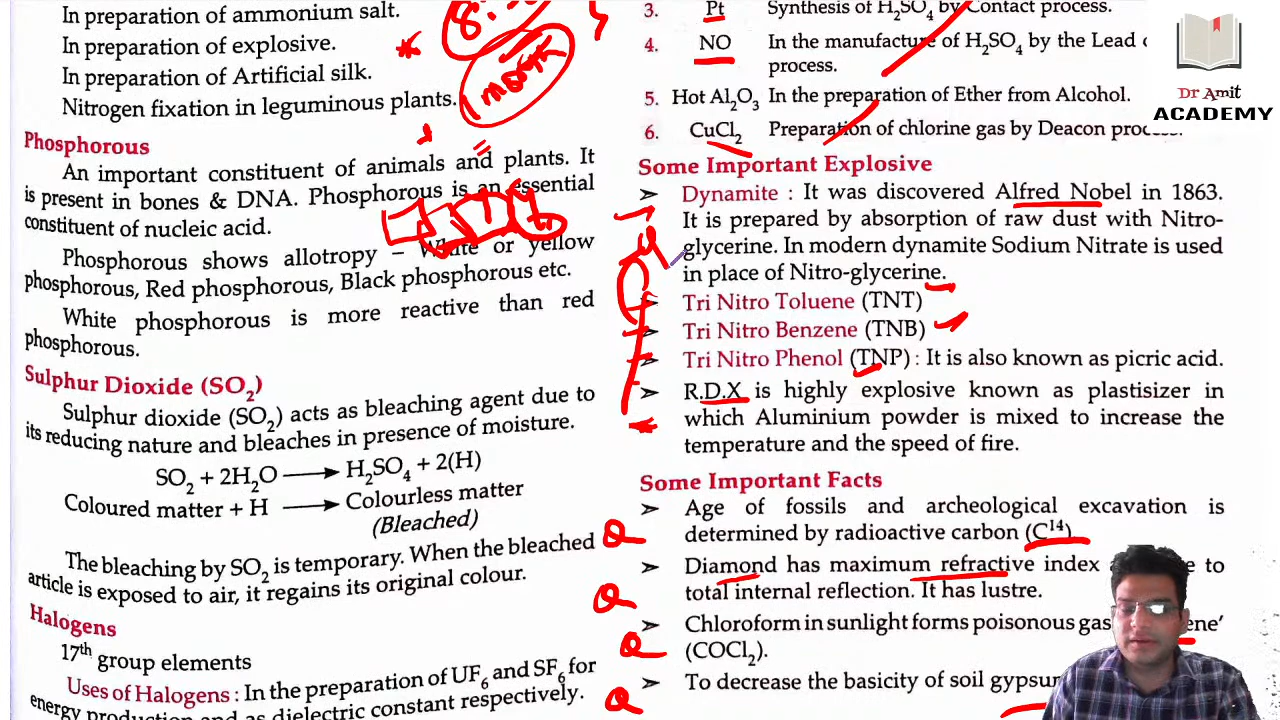 In preparation of ammonium salt.
In preparation of explosive.
In preparation of Artificial silk.
Nitrogen fixation in leguminous plants.
Phosphorous
An important constituent of animals and plants. It
is present in bones & DNA. Phosphorous is an essential
constituent of nucleic acid.
Phosphorous shows allotropy – White or yellow
phosphorous, Red phosphorous, Black phosphorous etc.
White phosphorous is more reactive than red
phosphorous.
Sulphur Dioxide (SO2)
Sulphur dioxide (SO2) acts as bleaching agent due to
its reducing nature and bleaches in presence of moisture.
SO2 + 2H2O ⟶ H2SO4 + 2(H)
Coloured matter + H ⟶ Colourless matter
(Bleached)
The bleaching by SO2 is temporary. When the bleached
article is exposed to air, it regains its original colour.
Halogens
17th group elements
Uses of Halogens : In the preparation of UF6 and SF6 for
energy production and as dielectric constant respectively.
3. Pt Synthesis of H2SO4 by Contact process.
4. NO In the manufacture of H2SO4 by the Lead
process.
5. Hot Al2O3 In the preparation of Ether from Alcohol.
6. CuCl2 Preparation of chlorine gas by Deacon process.
Some Important Explosive
➢ Dynamite : It was discovered Alfred Nobel in 1863.
It is prepared by absorption of raw dust with Nitro-
glycerine. In modern dynamite Sodium Nitrate is used
in place of Nitro-glycerine.
➢ Tri Nitro Toluene (TNT)
➢ Tri Nitro Benzene (TNB)
➢ Tri Nitro Phenol (TNP) : It is also known as picric acid.
➢ R.D.X is highly explosive known as plastisizer in
which Aluminium powder is mixed to increase the
temperature and the speed of fire.
Some Important Facts
➢ Age of fossils and archeological excavation is
determined by radioactive carbon (C14)
➢ Diamond has maximum refractive index to
total internal reflection. It has lustre.
➢ Chloroform in sunlight forms poisonous gas ene'
(COCl2).
➢ To decrease the basicity of soil gypsu
Dr Amit
ACADEMY